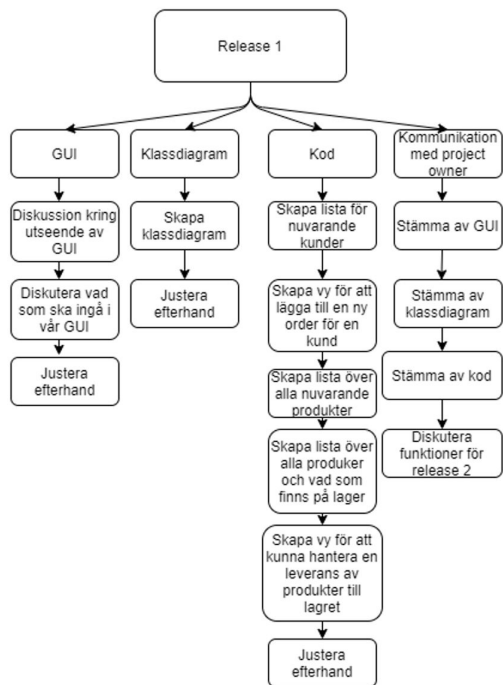 Release 1
GUI
Diskussion kring
utseende av
GUI
Diskutera vad
som ska ingå i
vår GUI
Justera
efterhand
Klassdiagram
Skapa
klassdiagram
Justera
efterhand
Kod
Skapa lista för
nuvarande
kunder
Skapa vy för att
lägga till en ny
order för en
kund
Skapa lista över
alla nuvarande
produkter
Skapa lista över
alla produker
och vad som
finns på lager
Skapa vy för att
kunna hantera en
leverans av
produkter till
lagret
Justera
efterhand
Kommunikation
med project
owner
Stämma av GUI
Stämma av
klassdiagram
Stämma av kod
Diskutera
funktioner för
release 2